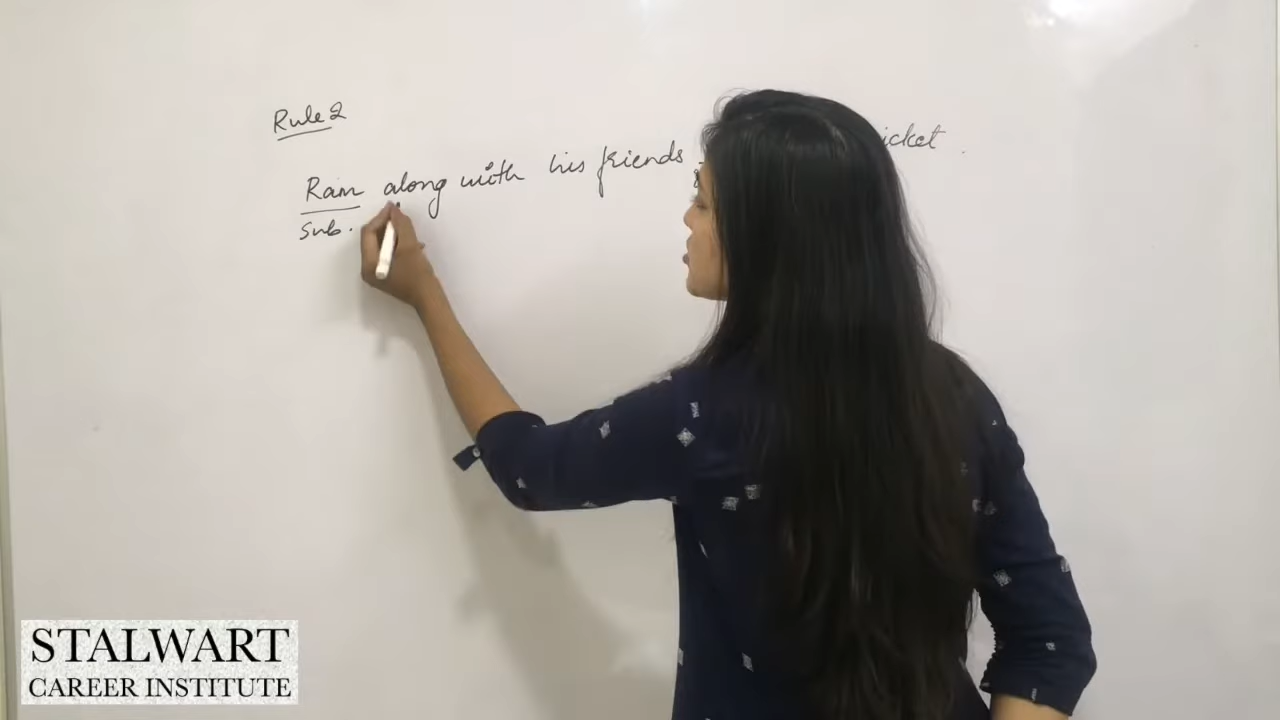 Rule 2
Ram along with his friends icket.
Sub.
STALWART
CAREER INSTITUTE